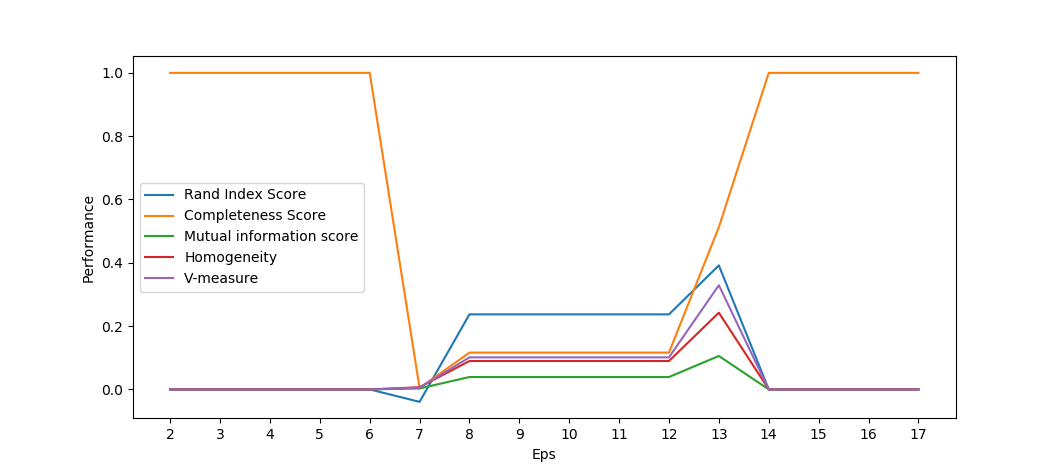 1.0
0.8
0.6
0.4
0.2
0.0
Performance
Rand Index Score
Completeness Score
Mutual information score
Homogeneity
V-measure
2 3 4 5 6 7 8 9 10 11 12 13 14 15 16 17
Eps